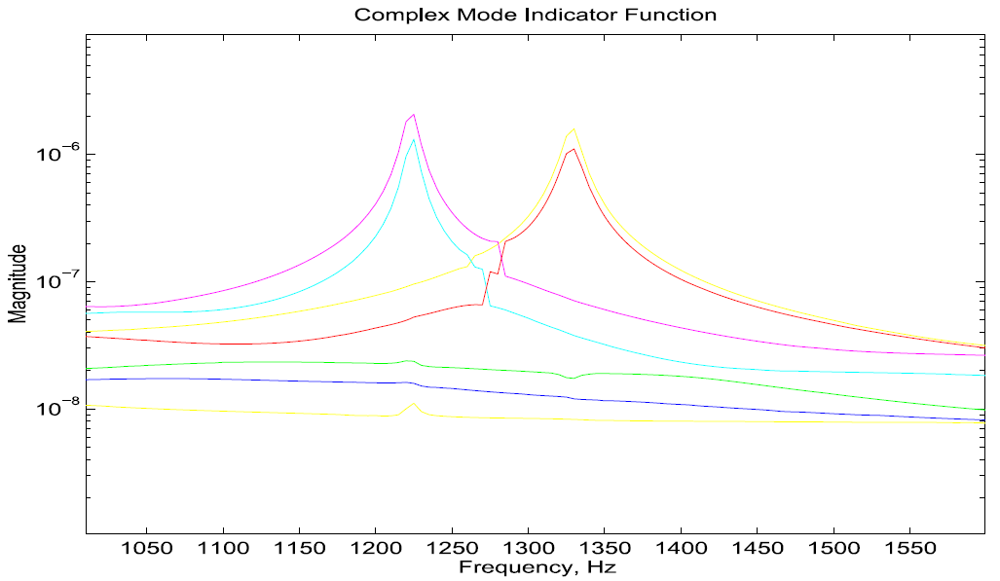 Complex Mode Indicator Function
Magnitude
10−6
10−7
10−8
1050 1100 1150 1200 1250 1300 1350 1400 1450 1500 1550
Frequency, Hz